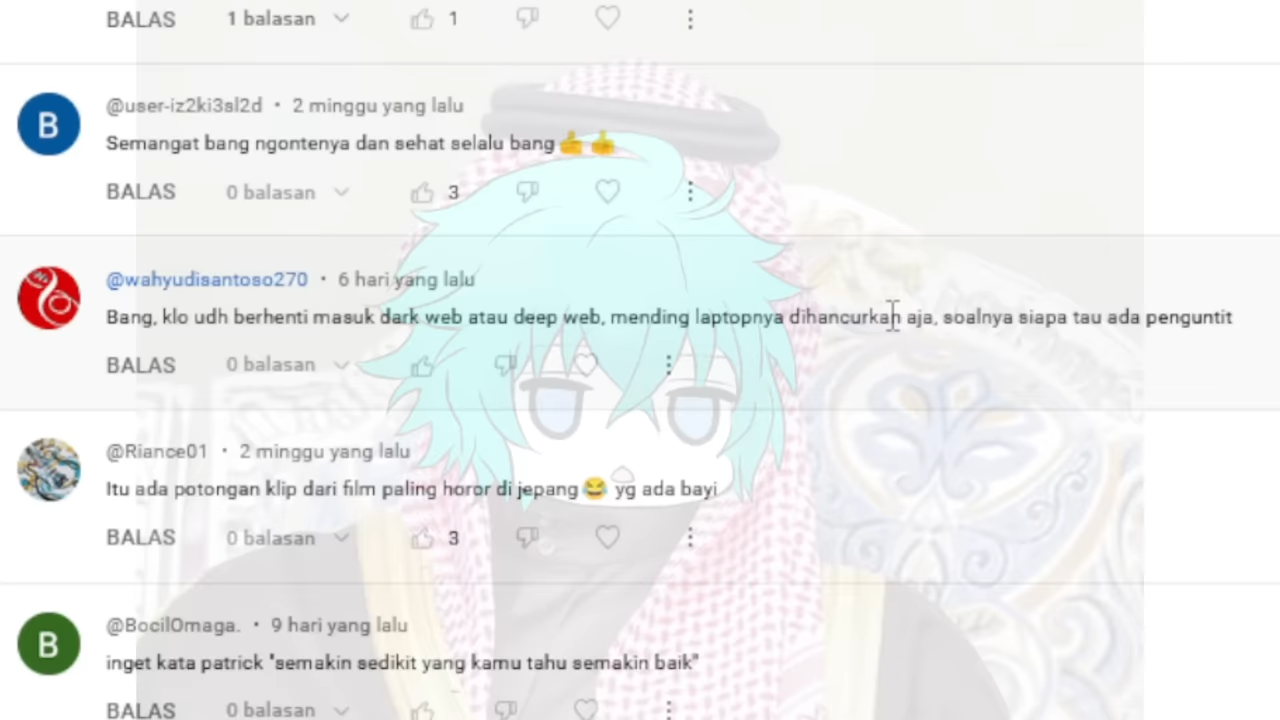 BALAS 1 balasan 1
B
@user-iz2ki3sl2d • 2 minggu yang lalu
Semangat bang ngontenya dan sehat selalu bang 👍👍
BALAS 0 balasan 3
@wahyudisantoso270 • 6 hari yang lalu
Bang, klo udh berhenti masuk dark web atau deep web, mending laptopnya dihancurkan aja, soalnya siapa tau ada penguntit
BALAS 0 balasan
@Riance01 • 2 minggu yang lalu
Itu ada potongan klip dari film paling horor di jepang 😂 yg ada bayi
BALAS 0 balasan 3
B
@BocilOmaga. • 9 hari yang lalu
inget kata patrick "semakin sedikit yang kamu tahu semakin baik"
BALAS 0 balasan